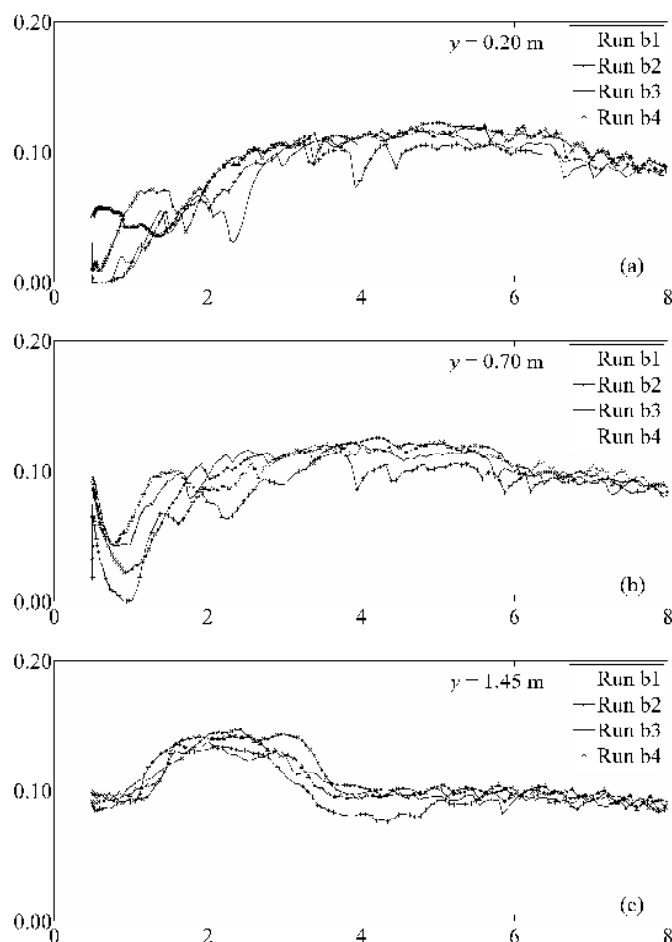 0.20
y = 0.20 m
Run b1
Run b2
Run b3
Run b4
0.10
(a)
0.00
0 2 4 6 8
0.20
y = 0.70 m
Run b1
Run b2
Run b3
Run b4
0.10
(b)
0.00
0 2 4 6 8
0.20
y = 1.45 m
Run b1
Run b2
Run b3
Run b4
0.10
(c)
0.00
0 2 4 6 8